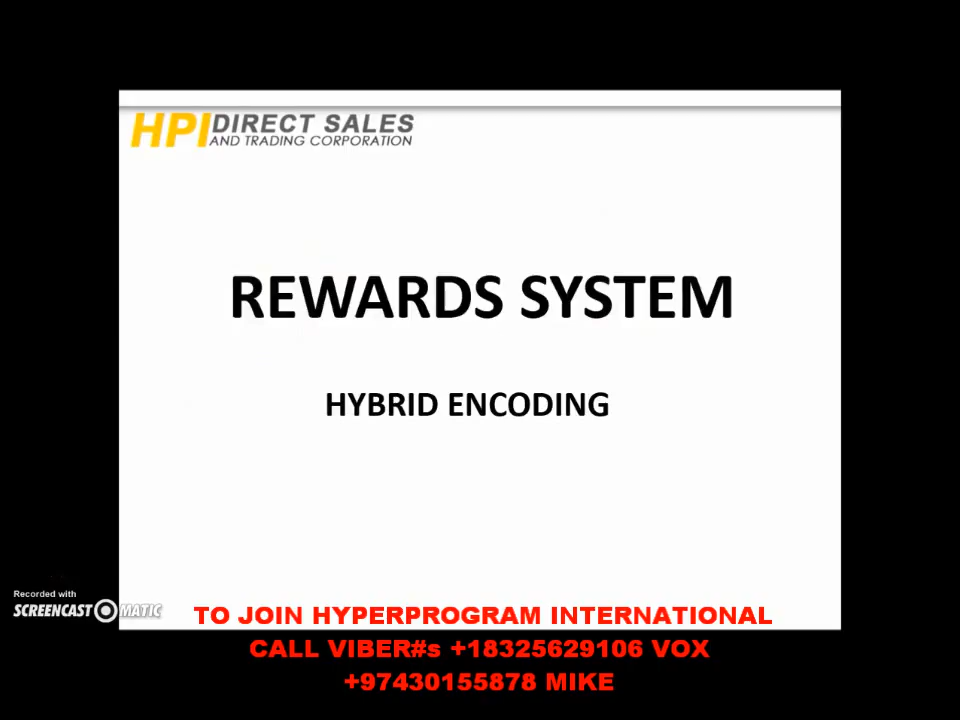 HPI DIRECT SALES
AND TRADING CORPORATION
REWARDS SYSTEM
HYBRID ENCODING
Recorded with
SCREENCAST MATIC
TO JOIN HYPERPROGRAM INTERNATIONAL
CALL VIBER#s +18325629106 VOX
+97430155878 MIKE